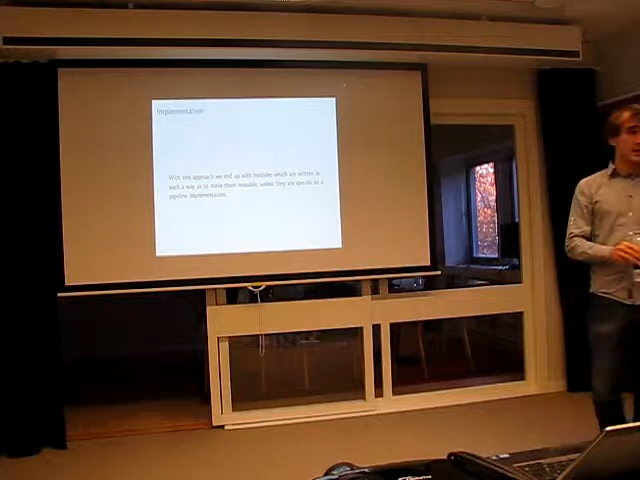 Implementation
With this approach we end up with modules which are written in
such a way as to make them reusable, unless they are specific to a
pipeline implementation.